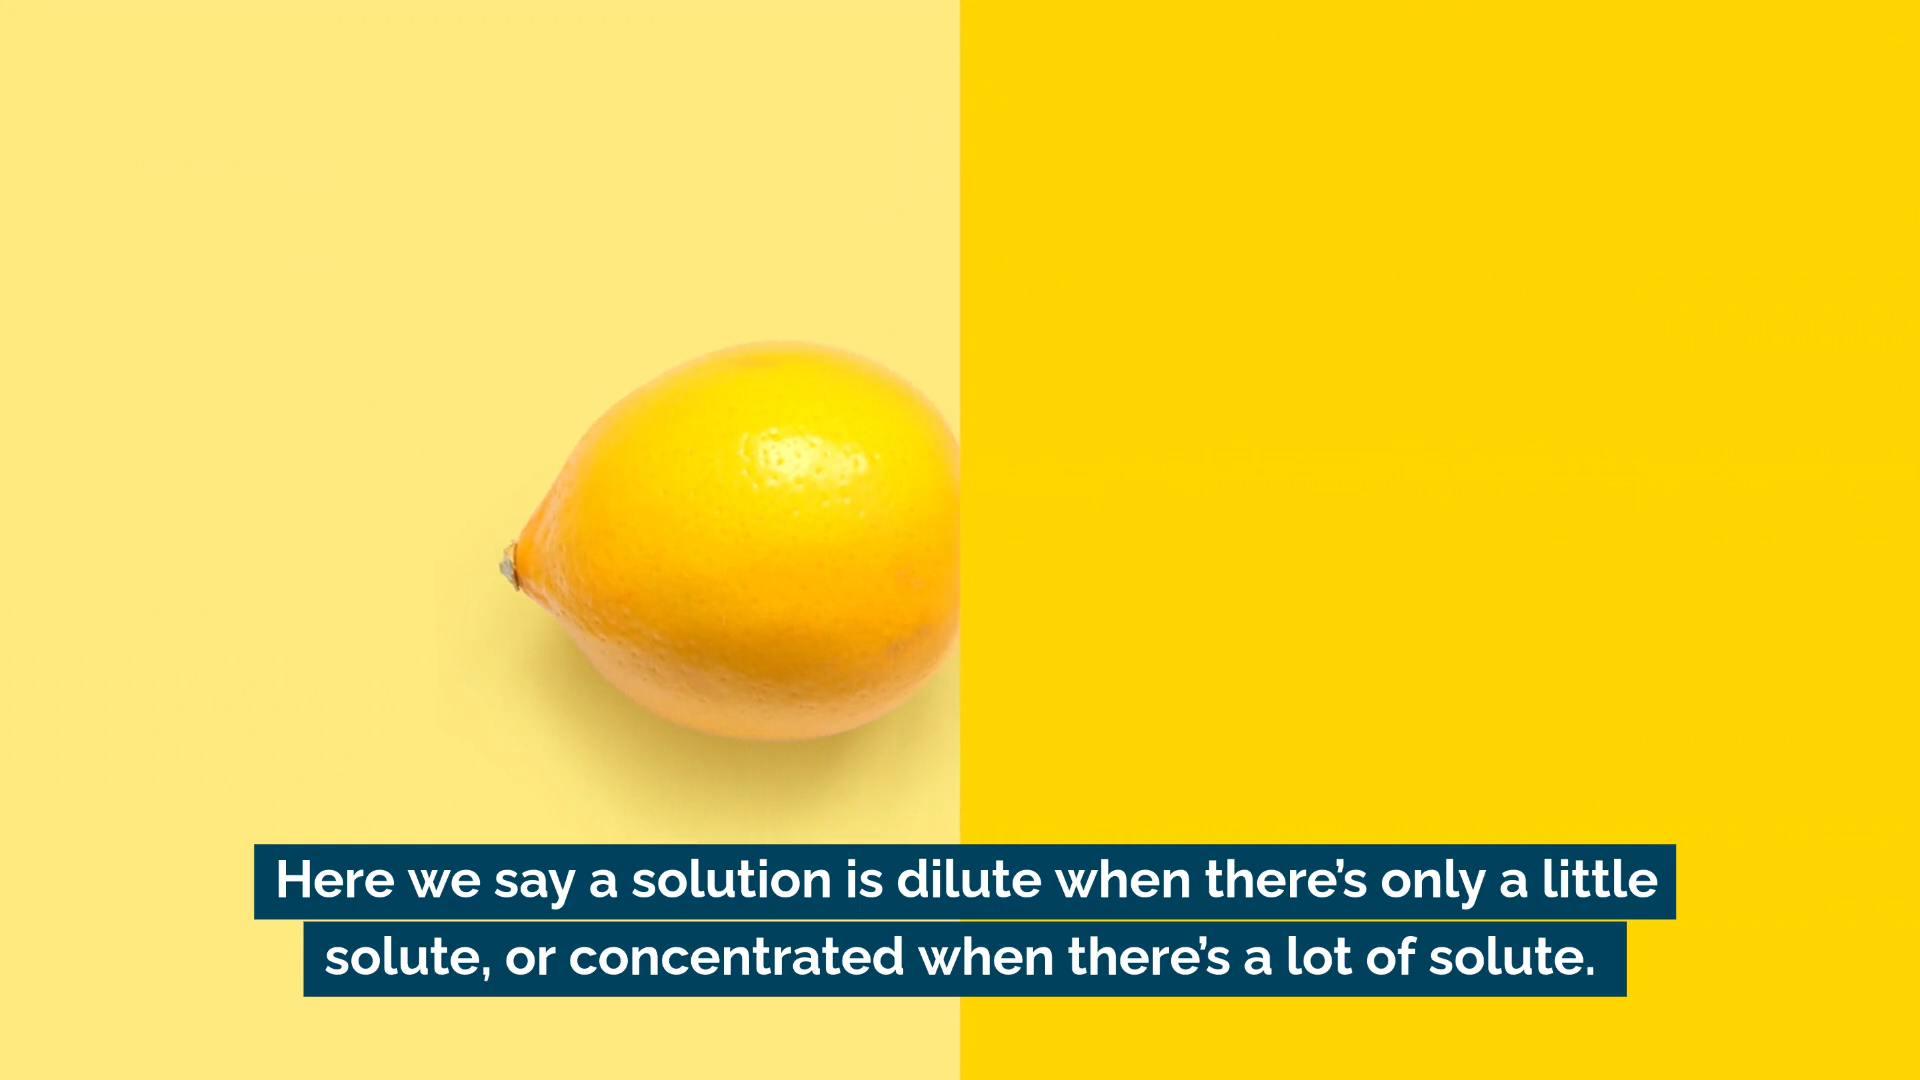 Here we say a solution is dilute when there’s only a little
solute, or concentrated when there’s a lot of solute.